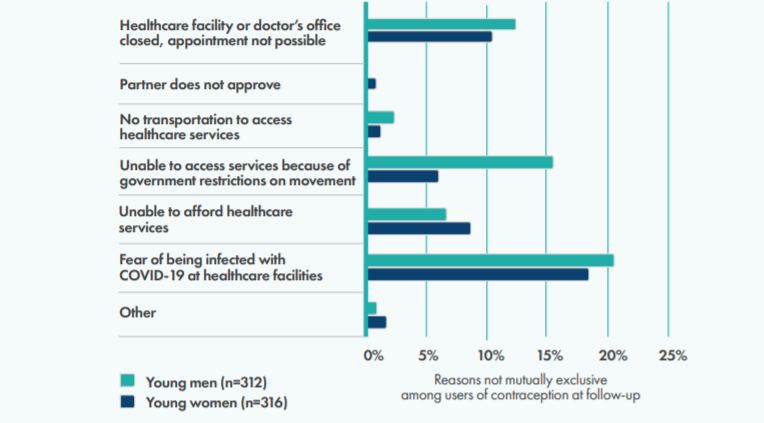 Healthcare facility or doctor’s office
closed, appointment not possible
Partner does not approve
No transportation to access
healthcare services
Unable to access services because of
government restrictions on movement
Unable to afford healthcare
services
Fear of being infected with
COVID-19 at healthcare facilities
Other
0% 5% 10% 15% 20% 25%
Young men (n=312)
Young women (n=316)
Reasons not mutually exclusive
among users of contraception at follow-up